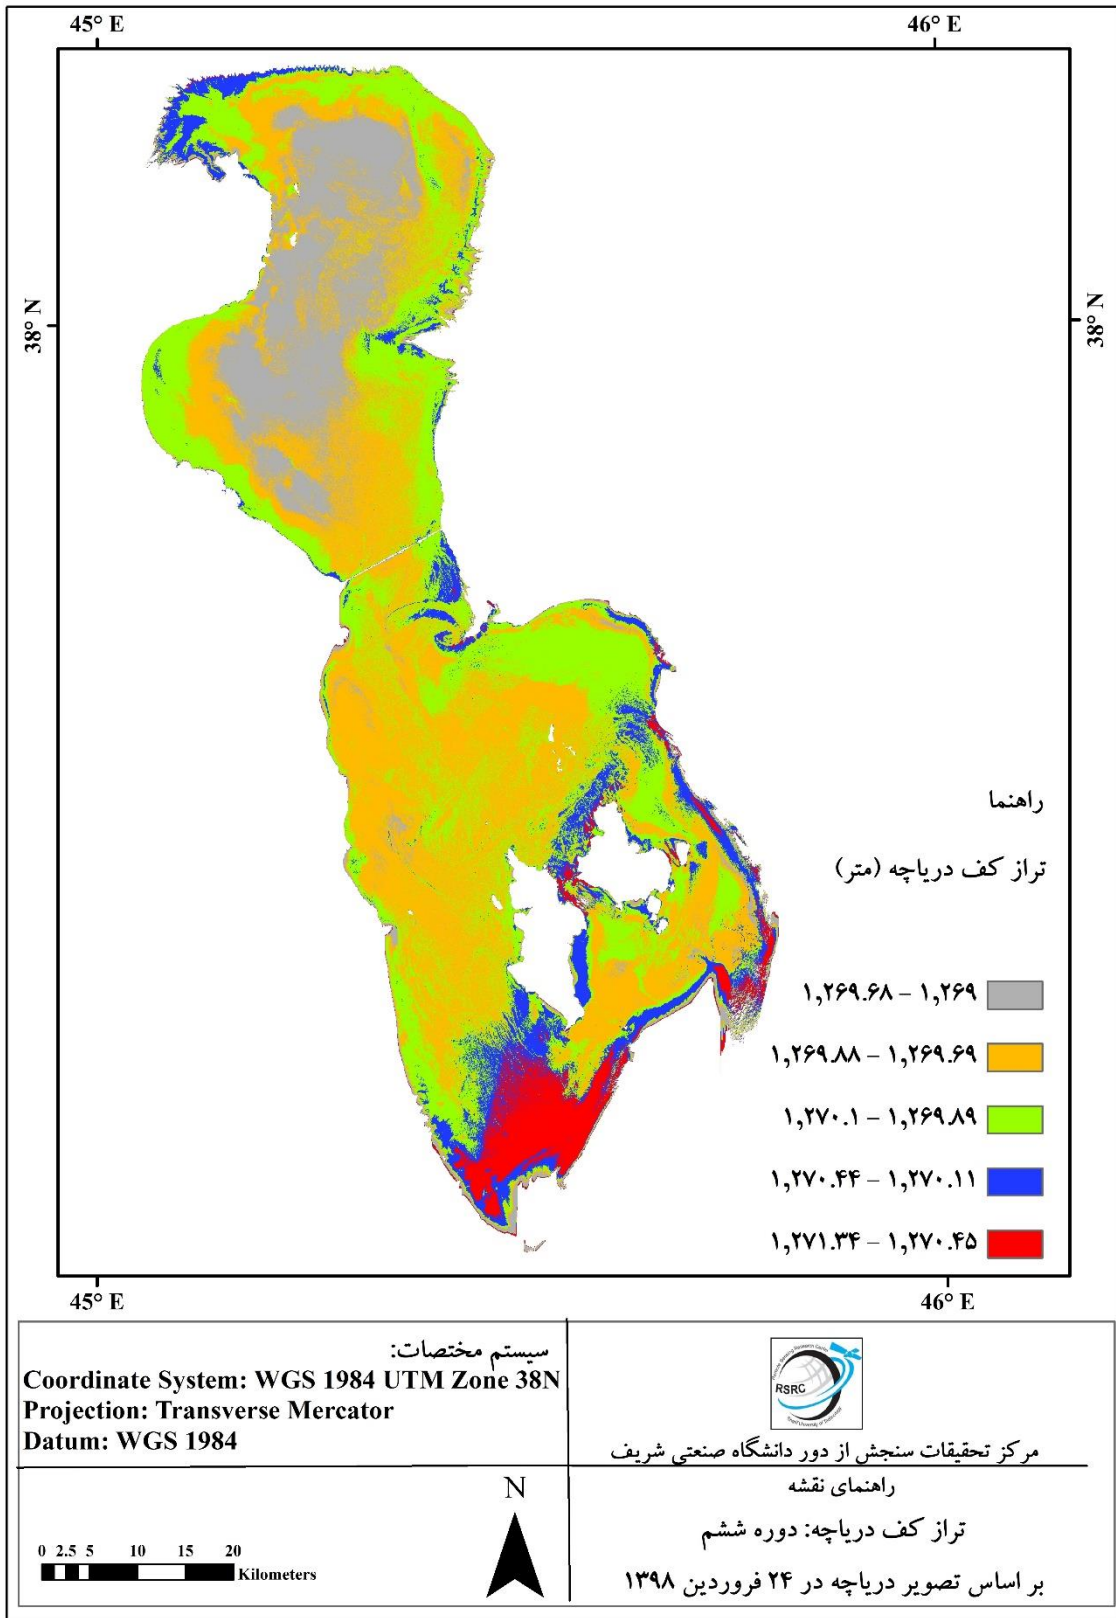 45° E
46° E
38° N
38° N
راهنما
تراز کف دریاچه (متر)
۱,۲۶۹.۶۸ – ۱,۲۶۹
۱,۲۶۹.۸۸ – ۱,۲۶۹.۶۹
۱,۲۷۰.۱ – ۱,۲۶۹.۸۹
۱,۲۷۰.۴۴ – ۱,۲۷۰.۱۱
۱,۲۷۱.۳۴ – ۱,۲۷۰.۴۵
45° E
46° E
سیستم مختصات:
Coordinate System: WGS 1984 UTM Zone 38N
Projection: Transverse Mercator
Datum: WGS 1984
RSRC
مرکز تحقیقات سنجش از دور دانشگاه صنعتی شریف
راهنمای نقشه
تراز کف دریاچه: دوره ششم
بر اساس تصویر دریاچه در ۲۴ فروردین ۱۳۹۸
N
0 2.5 5 10 15 20
Kilometers